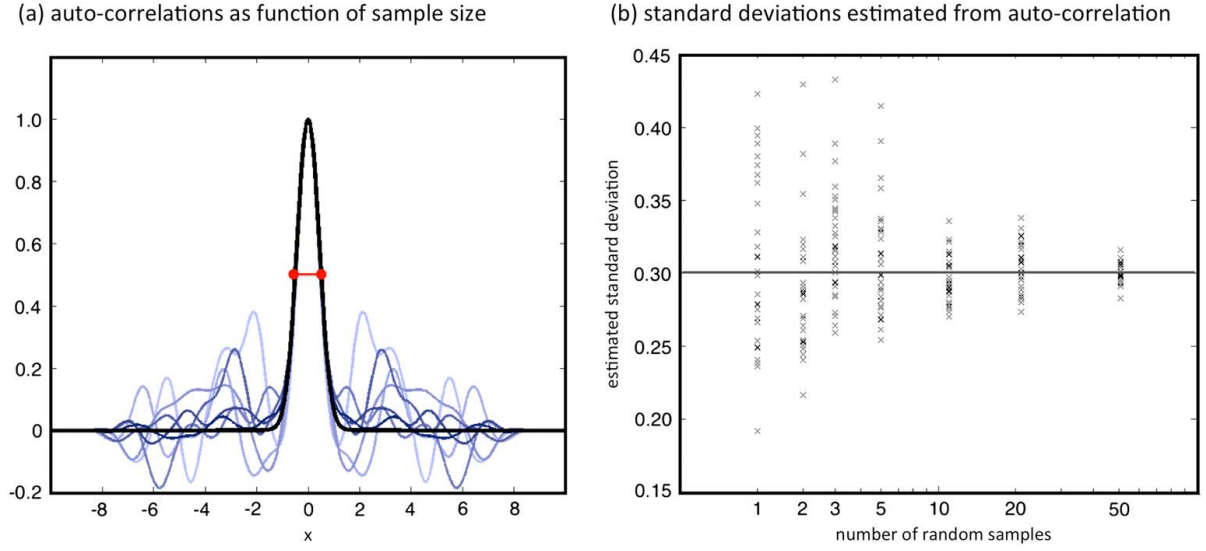 (a) auto-correlations as function of sample size
1.0
0.8
0.6
0.4
0.2
0
-0.2
-8 -6 -4 -2 0 2 4 6 8
x
(b) standard deviations estimated from auto-correlation
estimated standard deviation
0.45
0.40
0.35
0.30
0.25
0.20
0.15
1 2 3 5 10 20 50
number of random samples